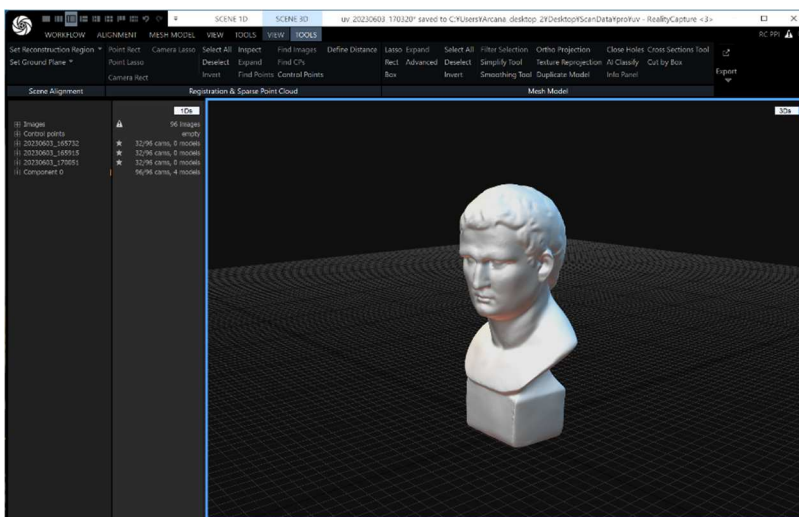 SCENE 1D SCENE 3D uv_20230603_170320* saved to C:\Users\Arcana_desktop_2\Desktop\ScanData\pro\uv - RealityCapture <3>
WORKFLOW ALIGNMENT MESH MODEL VIEW TOOLS VIEW TOOLS RC PPI
Set Reconstruction Region Point Rect Camera Lasso Select All Inspect Find Images Define Distance Lasso Expand Select All Filter Selection Ortho Projection Close Holes Cross Sections Tool
Set Ground Plane Point Lasso Deselect Expand Find CPs Rect Advanced Deselect Simplify Tool Texture Reprojection AI Classify Cut by Box
Camera Rect Invert Find Points Control Points Box Invert Smoothing Tool Duplicate Model Info Panel Export
Scene Alignment Registration & Sparse Point Cloud Mesh Model
1Ds 3Ds
Images 96 images
Control points empty
20230603_165732 32/96 cams, 0 models
20230603_165915 32/96 cams, 0 models
20230603_170051 32/96 cams, 0 models
Component 0 96/96 cams, 4 models